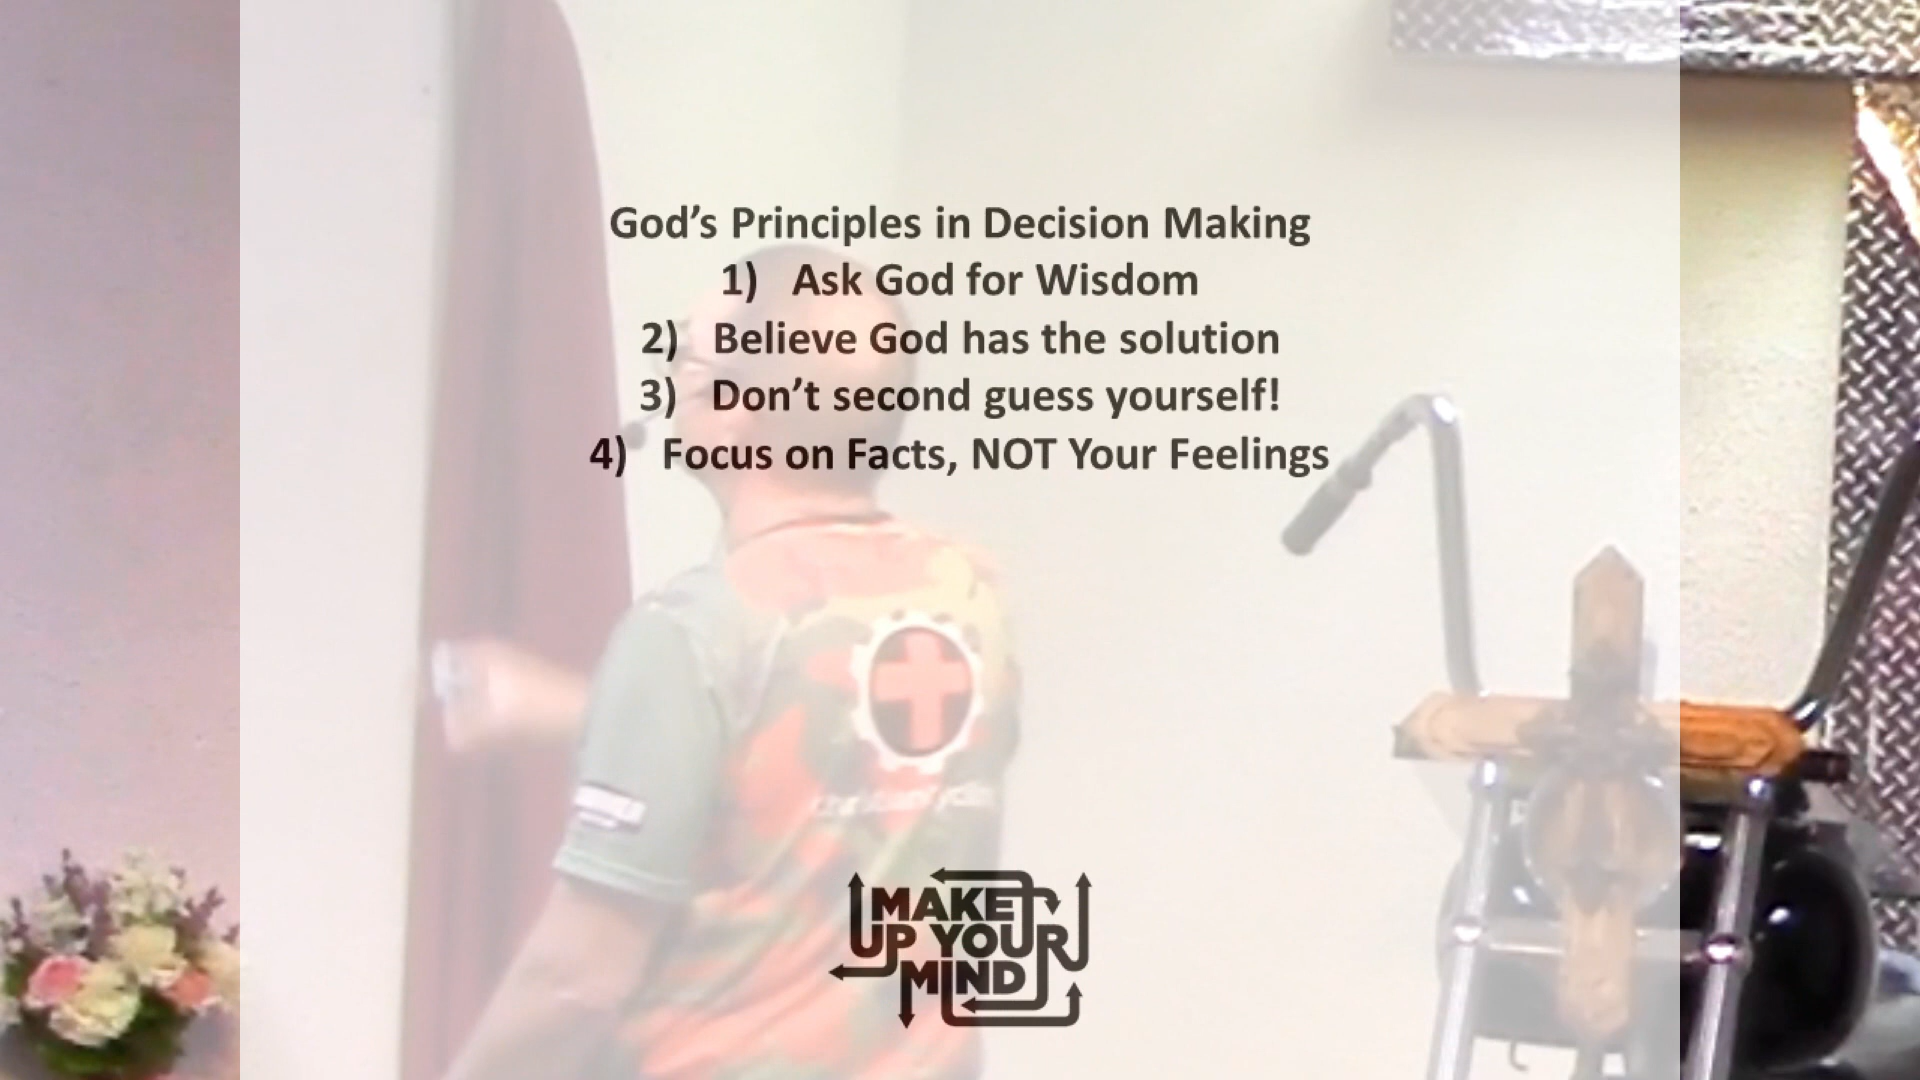 God’s Principles in Decision Making
1) Ask God for Wisdom
2) Believe God has the solution
3) Don’t second guess yourself!
4) Focus on Facts, NOT Your Feelings
MAKE
UP YOUR
MIND